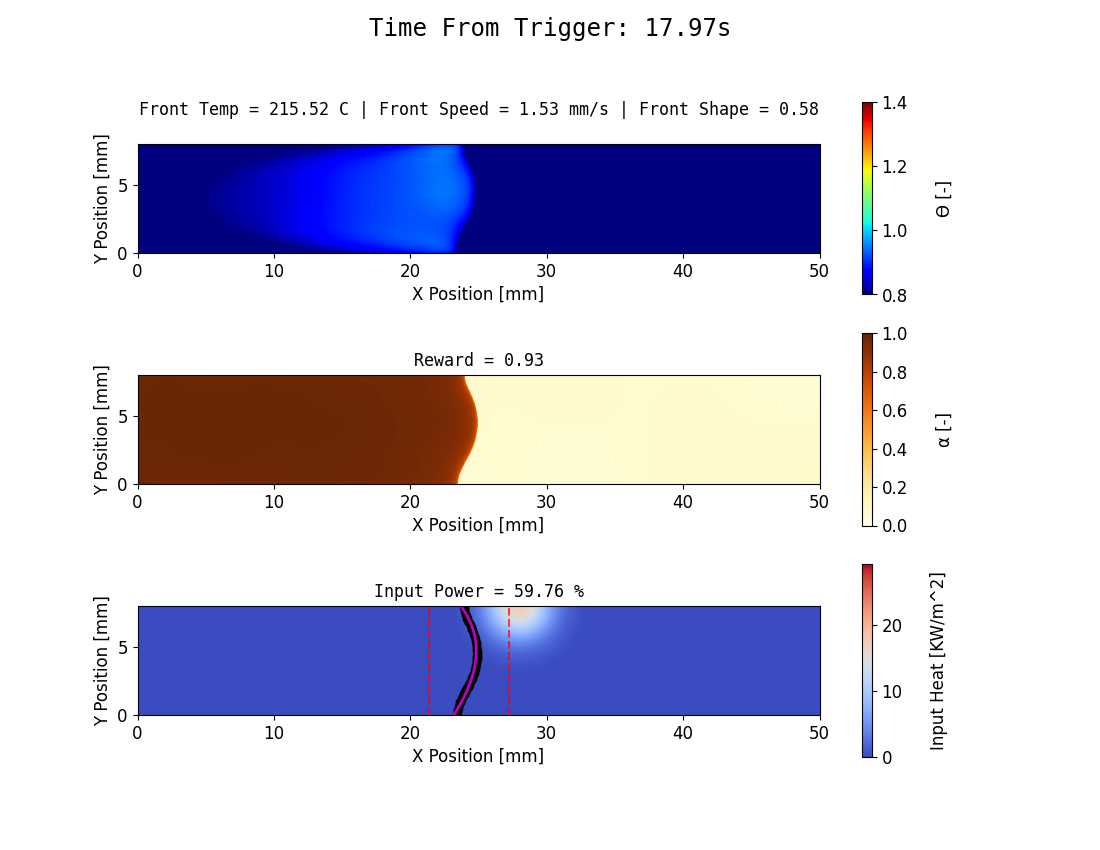 Time From Trigger: 17.97s
Front Temp = 215.52 C | Front Speed = 1.53 mm/s | Front Shape = 0.58
Y Position [mm]
5
0
0 10 20 30 40 50
X Position [mm]
1.4
1.2
1.0
0.8
Θ [-]
Reward = 0.93
Y Position [mm]
5
0
0 10 20 30 40 50
X Position [mm]
1.0
0.8
0.6
0.4
0.2
0.0
α [-]
Input Power = 59.76 %
Y Position [mm]
5
0
0 10 20 30 40 50
X Position [mm]
20
10
0
Input Heat [KW/m^2]